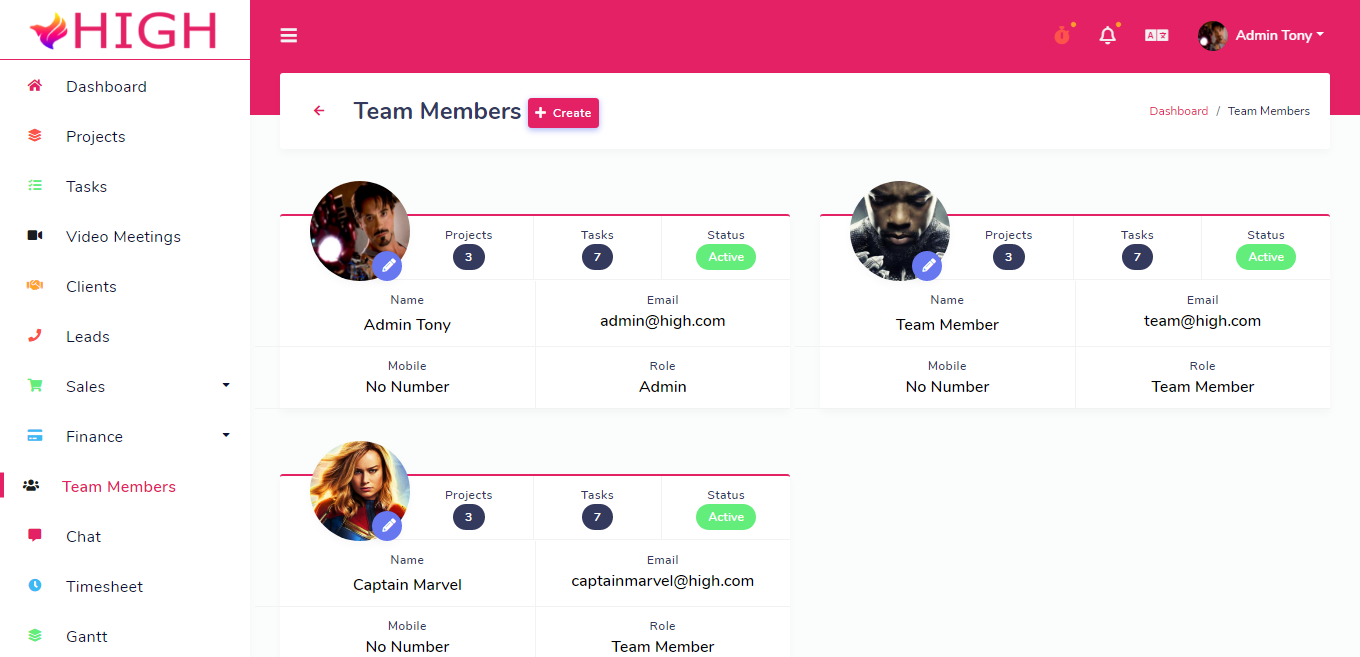 HIGH
Admin Tony
Dashboard
Projects
Tasks
Video Meetings
Clients
Leads
Sales
Finance
Team Members
Chat
Timesheet
Gantt
Team Members
Create
Dashboard / Team Members
Projects
3
Tasks
7
Status
Active
Name
Admin Tony
Email
admin@high.com
Mobile
No Number
Role
Admin
Projects
3
Tasks
7
Status
Active
Name
Team Member
Email
team@high.com
Mobile
No Number
Role
Team Member
Projects
3
Tasks
7
Status
Active
Name
Captain Marvel
Email
captainmarvel@high.com
Mobile
No Number
Role
Team Member